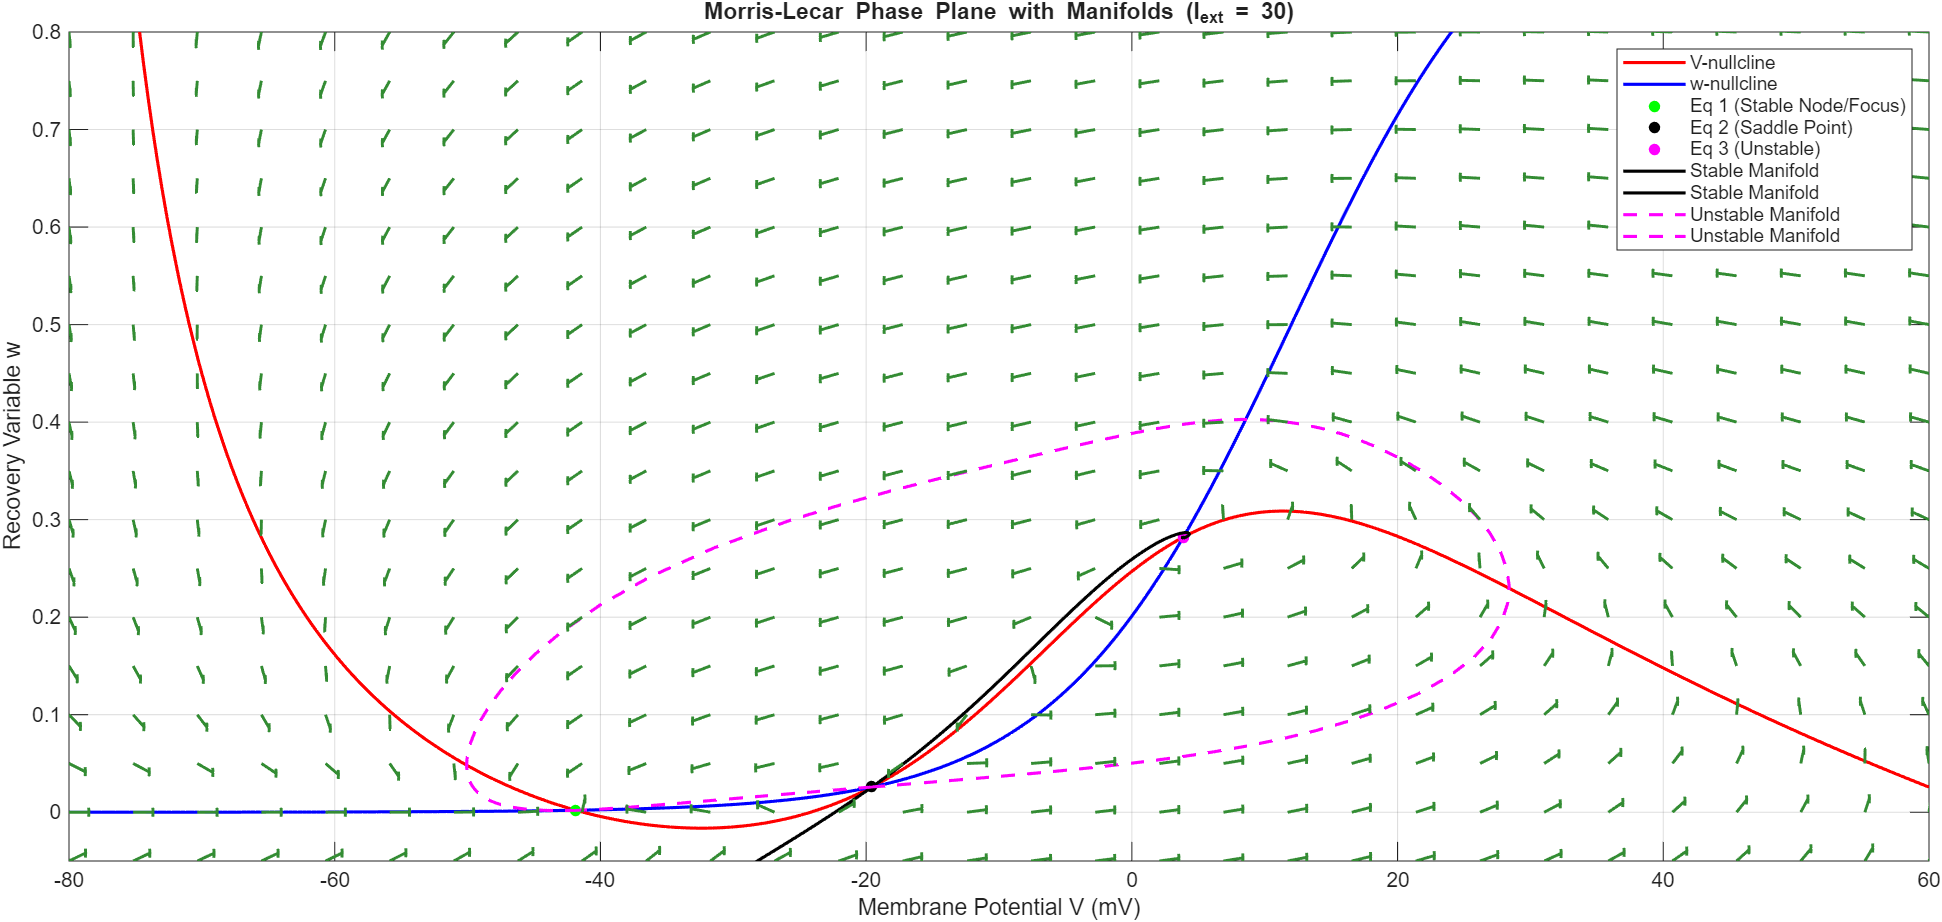 Morris-Lecar Phase Plane with Manifolds (I_ext = 30)
V-nullcline
w-nullcline
Eq 1 (Stable Node/Focus)
Eq 2 (Saddle Point)
Eq 3 (Unstable)
Stable Manifold
Stable Manifold
Unstable Manifold
Unstable Manifold
Recovery Variable w
0.8
0.7
0.6
0.5
0.4
0.3
0.2
0.1
0
-80 -60 -40 -20 0 20 40 60
Membrane Potential V (mV)